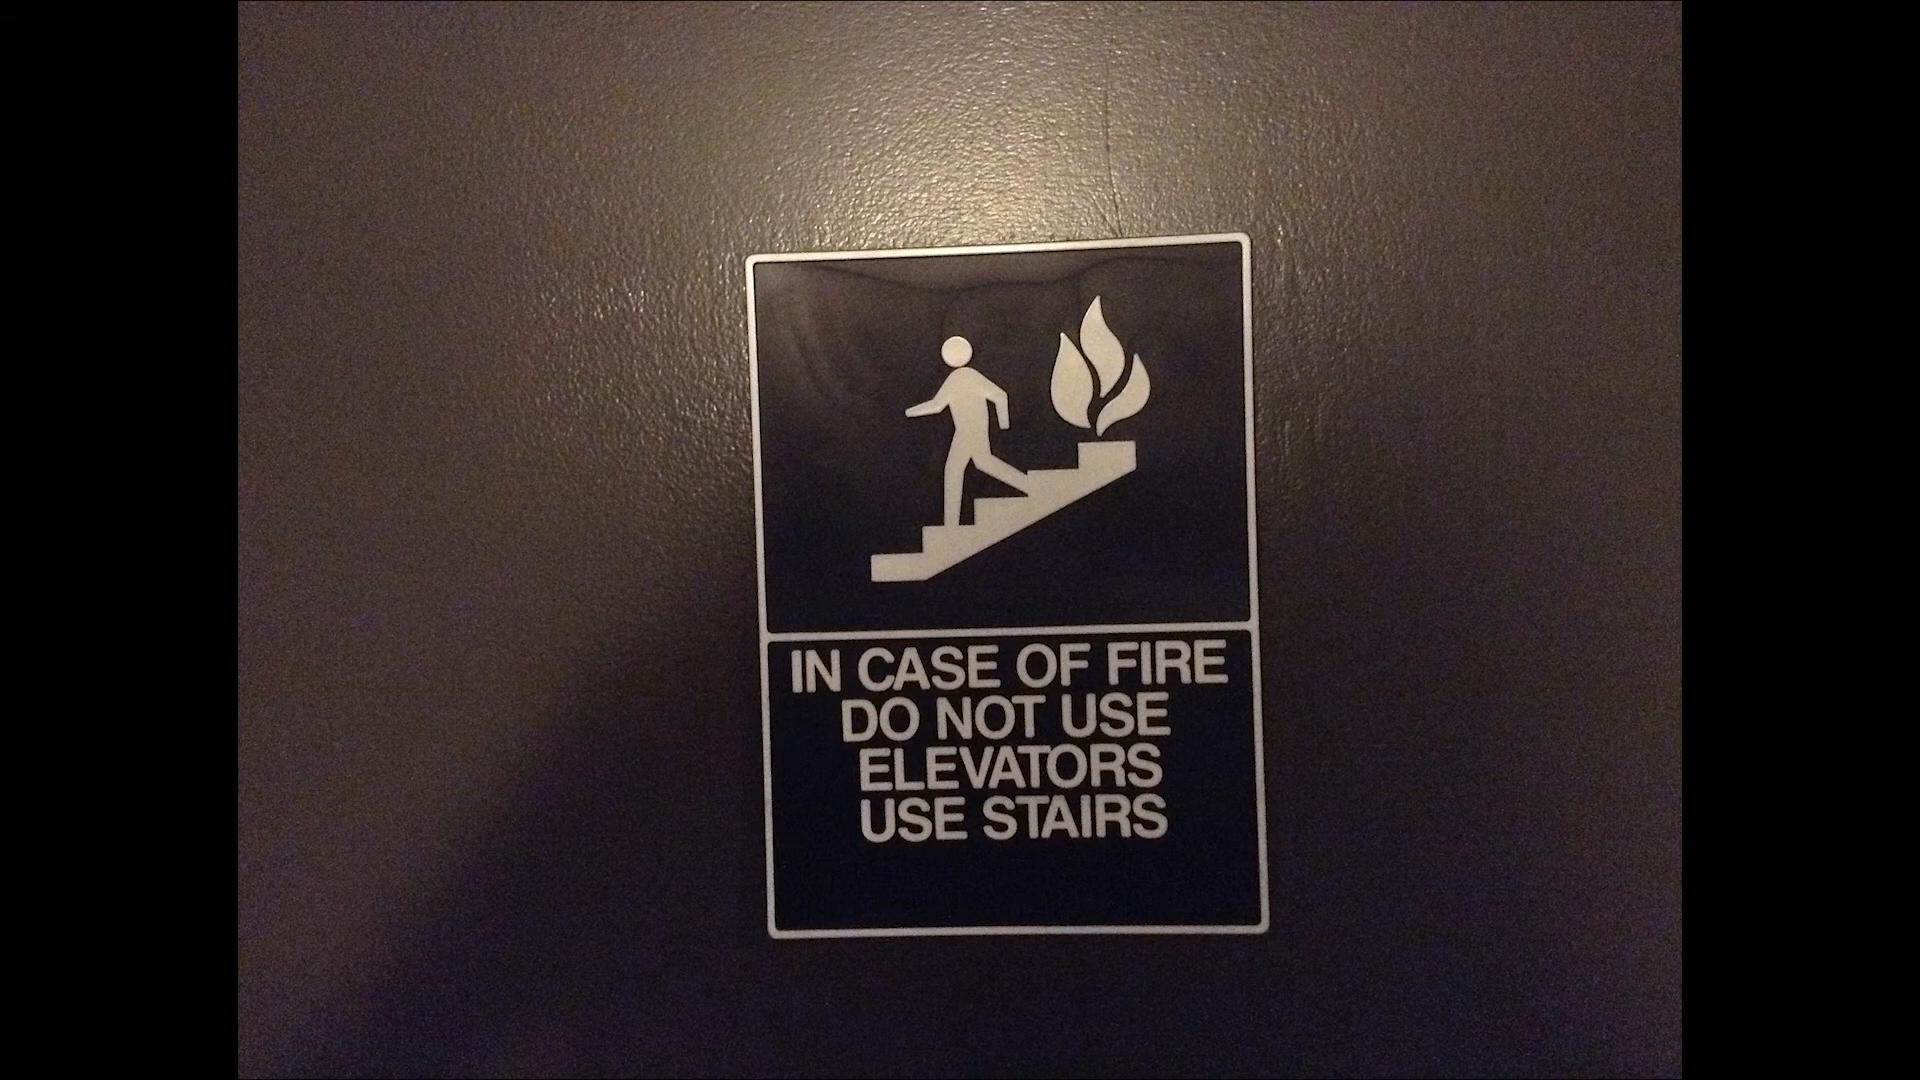 IN CASE OF FIRE
DO NOT USE
ELEVATORS
USE STAIRS